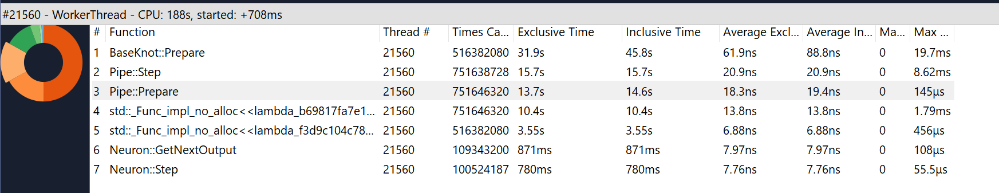 #21560 - WorkerThread - CPU: 188s, started: +708ms
# Function Thread # Times Ca... Exclusive Time Inclusive Time Average Excl... Average In... Ma... Max ...
1 BaseKnot::Prepare 21560 516382080 31.9s 45.8s 61.9ns 88.8ns 0 19.7ms
2 Pipe::Step 21560 751638728 15.7s 15.7s 20.9ns 20.9ns 0 8.62ms
3 Pipe::Prepare 21560 751646320 13.7s 14.6s 18.3ns 19.4ns 0 145µs
4 std::_Func_impl_no_alloc<<lambda_b69817fa7e1... 21560 751646320 10.4s 10.4s 13.8ns 13.8ns 0 1.79ms
5 std::_Func_impl_no_alloc<<lambda_f3d9c104c78... 21560 516382080 3.55s 3.55s 6.88ns 6.88ns 0 456µs
6 Neuron::GetNextOutput 21560 109343200 871ms 871ms 7.97ns 7.97ns 0 108µs
7 Neuron::Step 21560 100524187 780ms 780ms 7.76ns 7.76ns 0 55.5µs